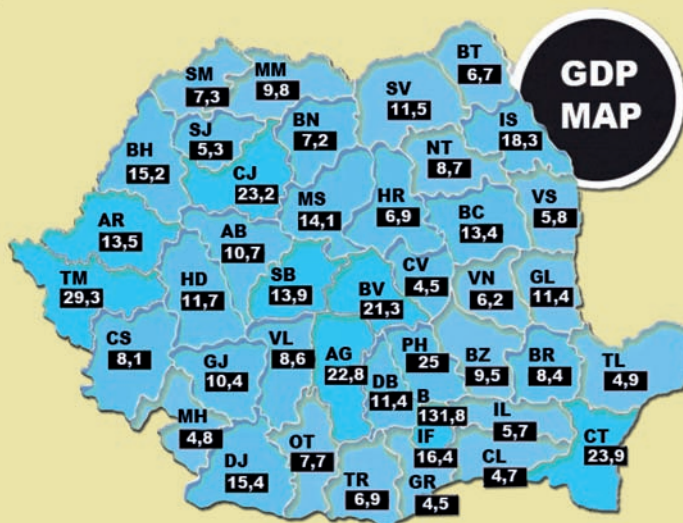 GDP
MAP
BT
6,7
SM
7,3
MM
9,8
SV
11,5
IS
18,3
SJ
5,3
BN
7,2
BH
15,2
CJ
23,2
NT
8,7
MS
14,1
HR
6,9
BC
13,4
VS
5,8
AR
13,5
AB
10,7
TM
29,3
HD
11,7
SB
13,9
BV
21,3
CV
4,5
VN
6,2
GL
11,4
CS
8,1
GJ
10,4
VL
8,6
AG
22,8
PH
25
DB
11,4
BZ
9,5
BR
8,4
TL
4,9
B
131,8
IL
5,7
MH
4,8
DJ
15,4
OT
7,7
TR
6,9
IF
16,4
GR
4,5
CL
4,7
CT
23,9